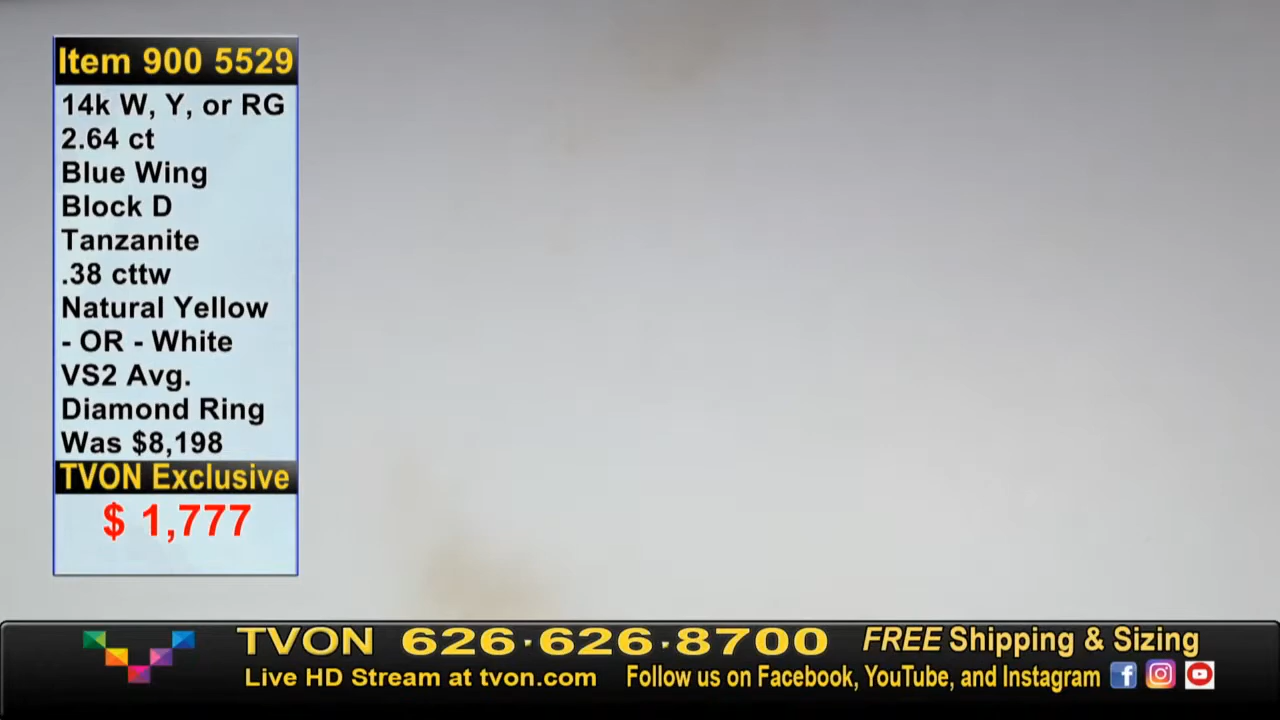 Item 900 5529
14k W, Y, or RG
2.64 ct
Blue Wing
Block D
Tanzanite
.38 cttw
Natural Yellow
- OR - White
VS2 Avg.
Diamond Ring
Was $8,198
TVON Exclusive
$ 1,777
TVON 626·626·8700 FREE Shipping & Sizing
Live HD Stream at tvon.com Follow us on Facebook, YouTube, and Instagram